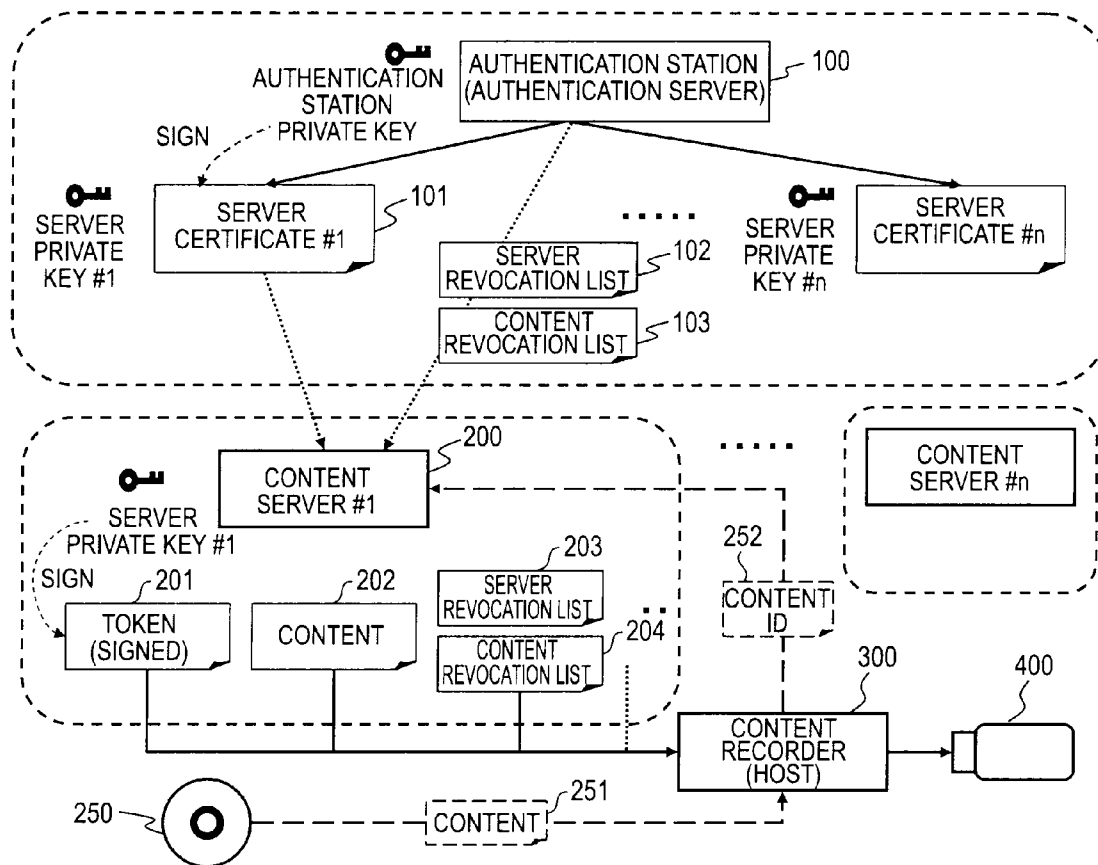 AUTHENTICATION STATION
(AUTHENTICATION SERVER)
100
AUTHENTICATION
STATION
PRIVATE KEY
SIGN
SERVER
PRIVATE
KEY #1
SERVER
CERTIFICATE #1
101
.....
SERVER
PRIVATE
KEY #n
SERVER
CERTIFICATE #n
SERVER
REVOCATION LIST
102
CONTENT
REVOCATION LIST
103
CONTENT
SERVER #1
200
.....
CONTENT
SERVER #n
SERVER
PRIVATE KEY #1
SIGN
201
TOKEN
(SIGNED)
202
CONTENT
203
SERVER
REVOCATION LIST
..
204
CONTENT
REVOCATION LIST
252
CONTENT
ID
300
CONTENT
RECORDER
(HOST)
400
250
251
CONTENT